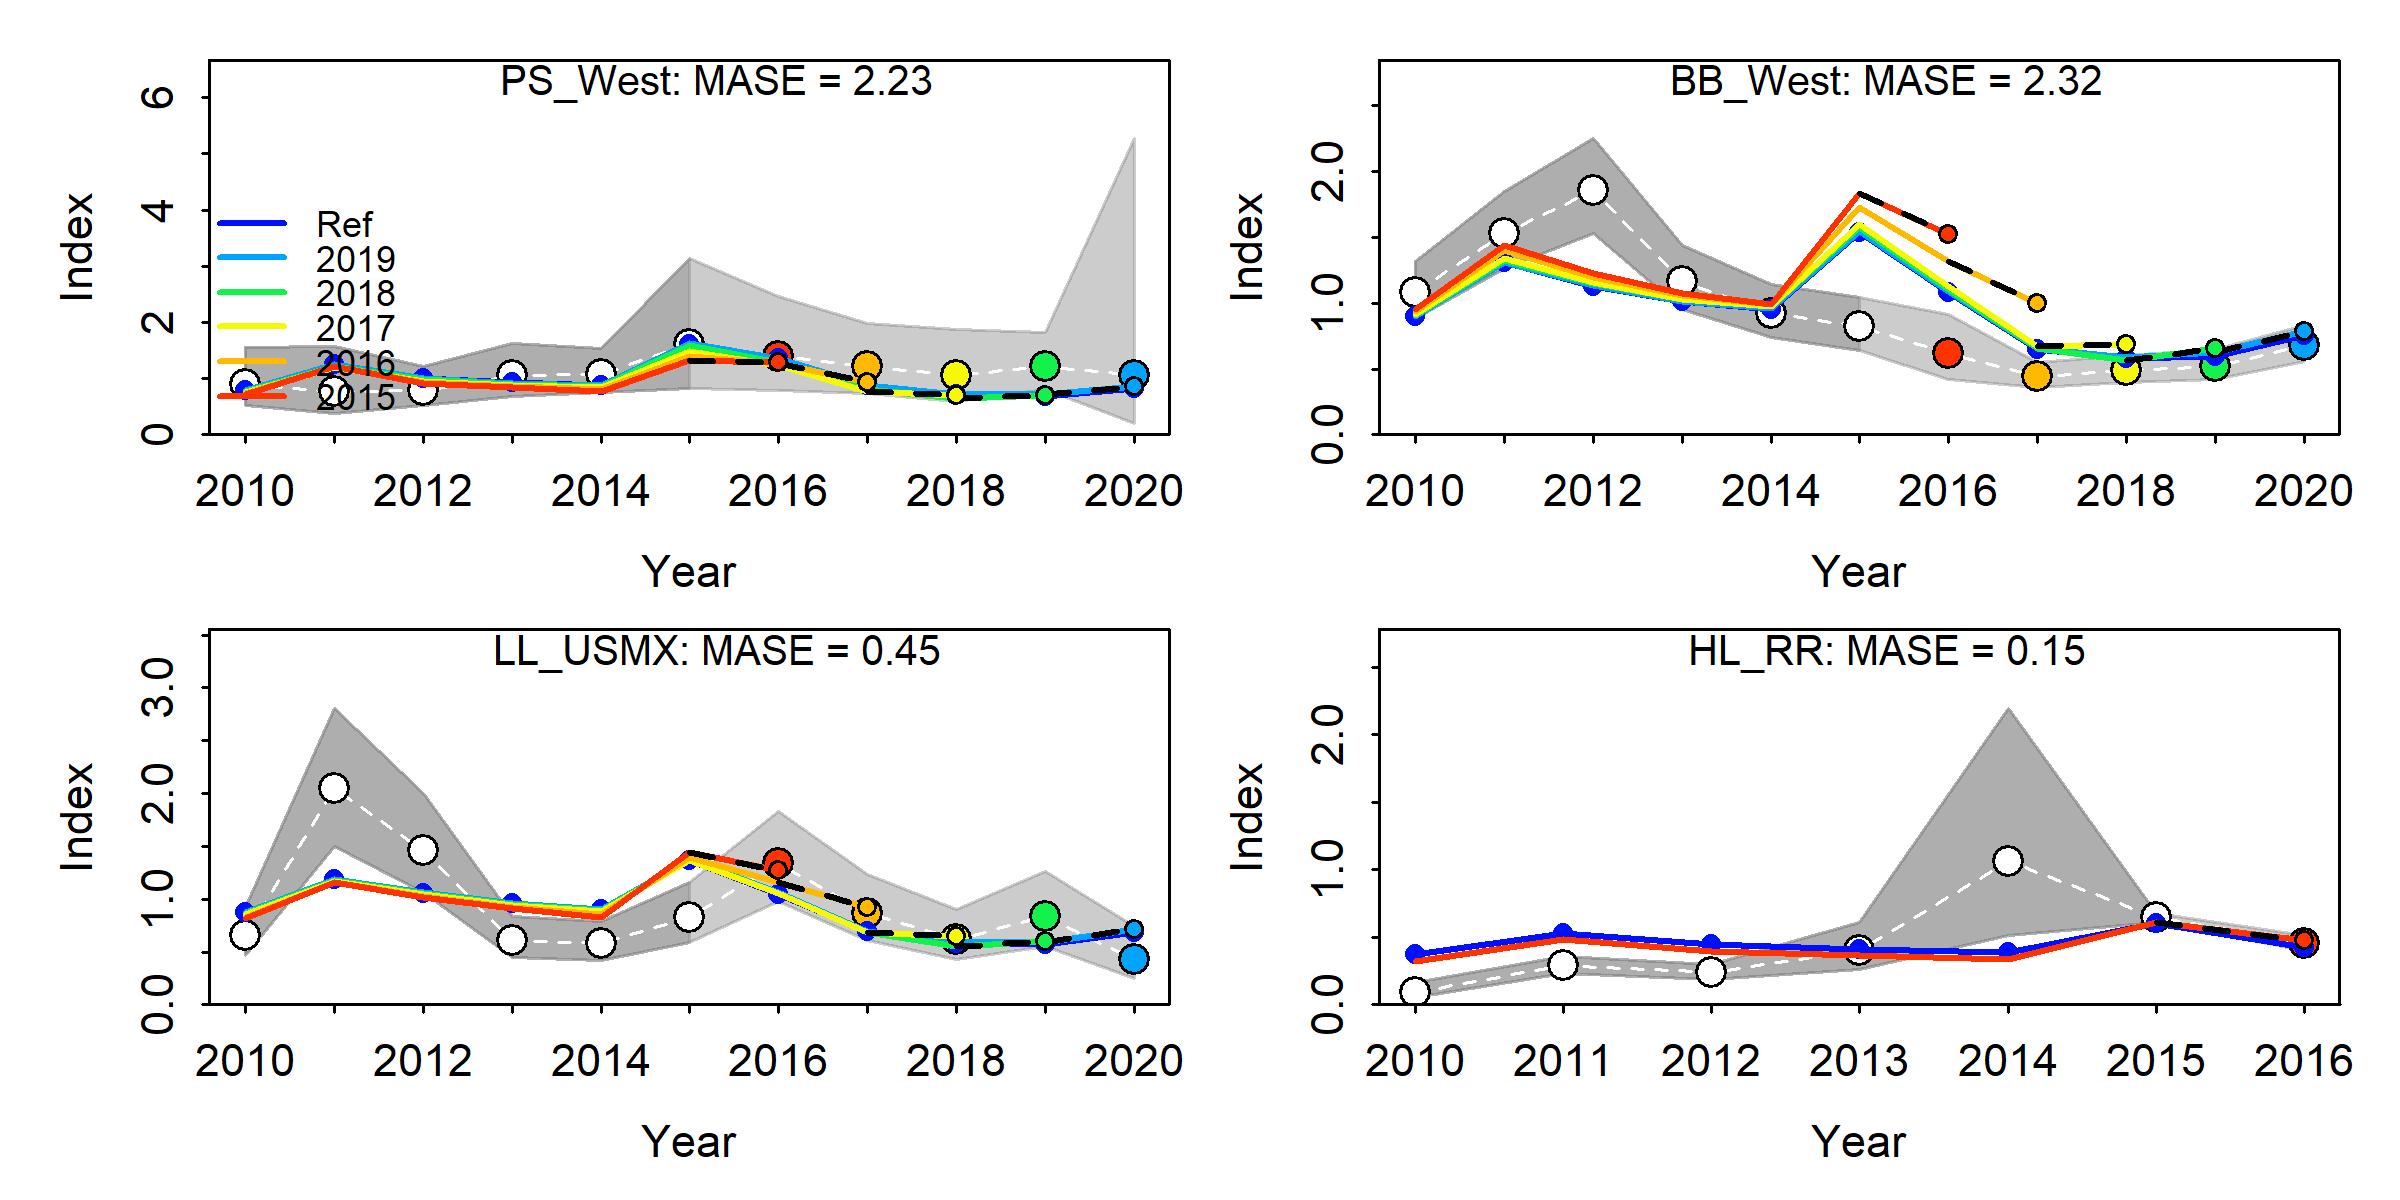 PS_West: MASE = 2.23
Index
6
4
2
0
Ref
2019
2018
2017
2016
2015
2010 2012 2014 2016 2018 2020
Year
BB_West: MASE = 2.32
Index
2.0
1.0
0.0
2010 2012 2014 2016 2018 2020
Year
LL_USMX: MASE = 0.45
Index
3.0
2.0
1.0
0.0
2010 2012 2014 2016 2018 2020
Year
HL_RR: MASE = 0.15
Index
2.0
1.0
0.0
2010 2011 2012 2013 2014 2015 2016
Year